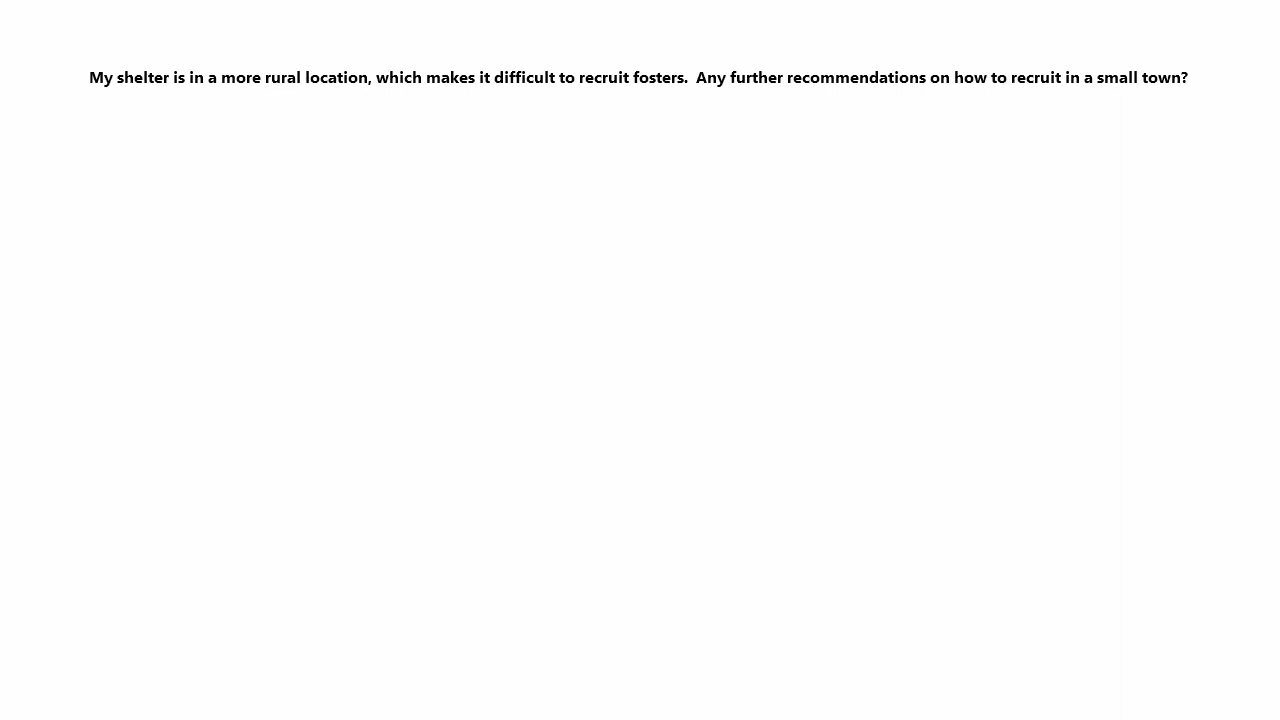 My shelter is in a more rural location, which makes it difficult to recruit fosters.  Any further recommendations on how to recruit in a small town?